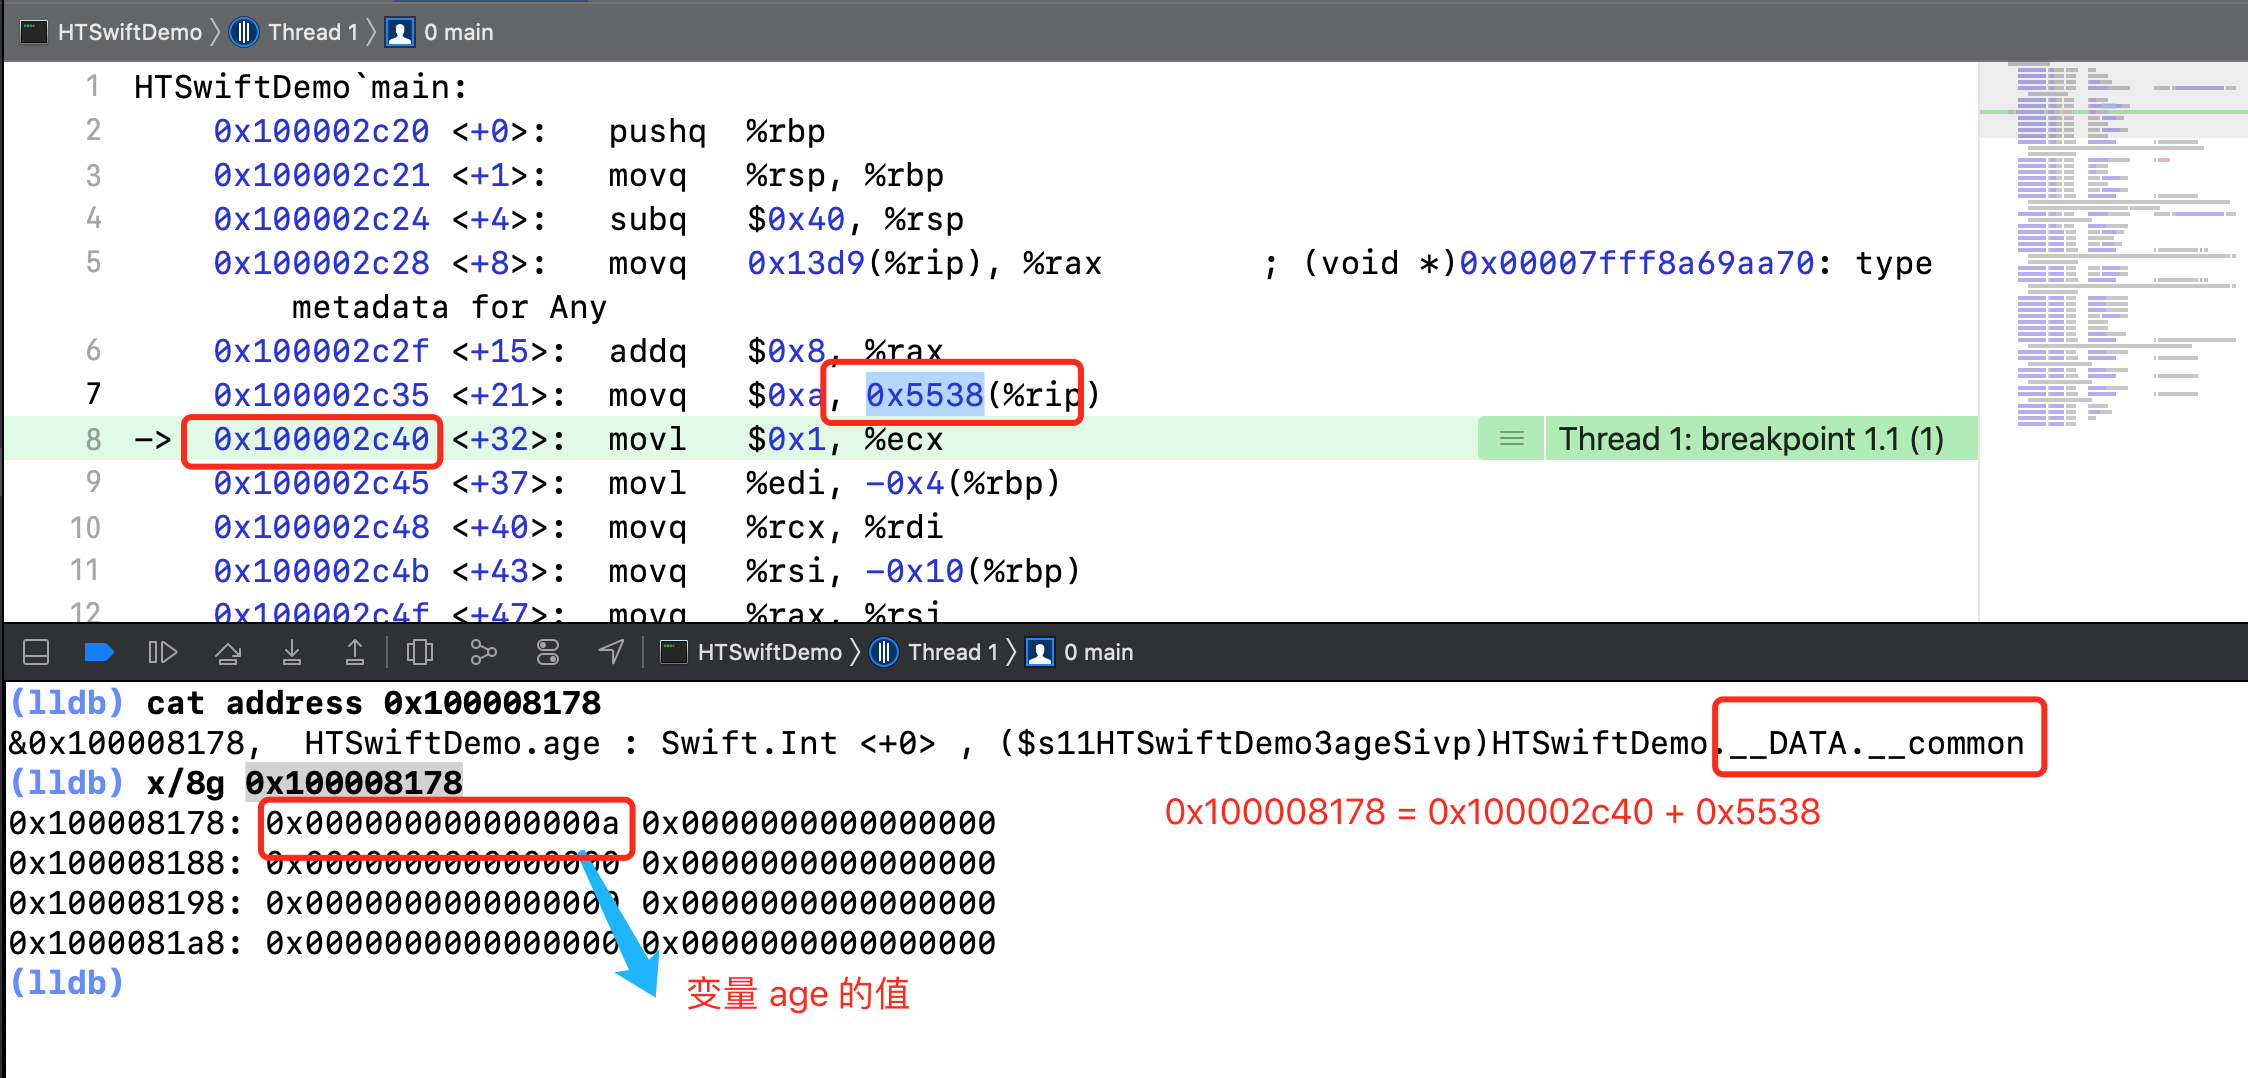 HTSwiftDemo 〉 Thread 1 〉 0 main
1 HTSwiftDemo`main:
2 0x100002c20 <+0>: pushq %rbp
3 0x100002c21 <+1>: movq %rsp, %rbp
4 0x100002c24 <+4>: subq $0x40, %rsp
5 0x100002c28 <+8>: movq 0x13d9(%rip), %rax ; (void *)0x00007fff8a69aa70: type
metadata for Any
6 0x100002c2f <+15>: addq $0x8, %rax
7 0x100002c35 <+21>: movq $0xa, 0x5538(%rip)
8 -> 0x100002c40 <+32>: movl $0x1, %ecx Thread 1: breakpoint 1.1 (1)
9 0x100002c45 <+37>: movl %edi, -0x4(%rbp)
10 0x100002c48 <+40>: movq %rcx, %rdi
11 0x100002c4b <+43>: movq %rsi, -0x10(%rbp)
12 0x100002c4f <+47>: movq %rax, %rsi
HTSwiftDemo 〉 Thread 1 〉 0 main
(lldb) cat address 0x100008178
&0x100008178, HTSwiftDemo.age : Swift.Int <+0> , ($s11HTSwiftDemo3ageSivp)HTSwiftDemo.__DATA.__common
(lldb) x/8g 0x100008178
0x100008178: 0x000000000000000a 0x0000000000000000
0x100008178 = 0x100002c40 + 0x5538
0x100008188: 0x0000000000000000 0x0000000000000000
0x100008198: 0x0000000000000000 0x0000000000000000
0x1000081a8: 0x0000000000000000 0x0000000000000000
(lldb)
变量 age 的值